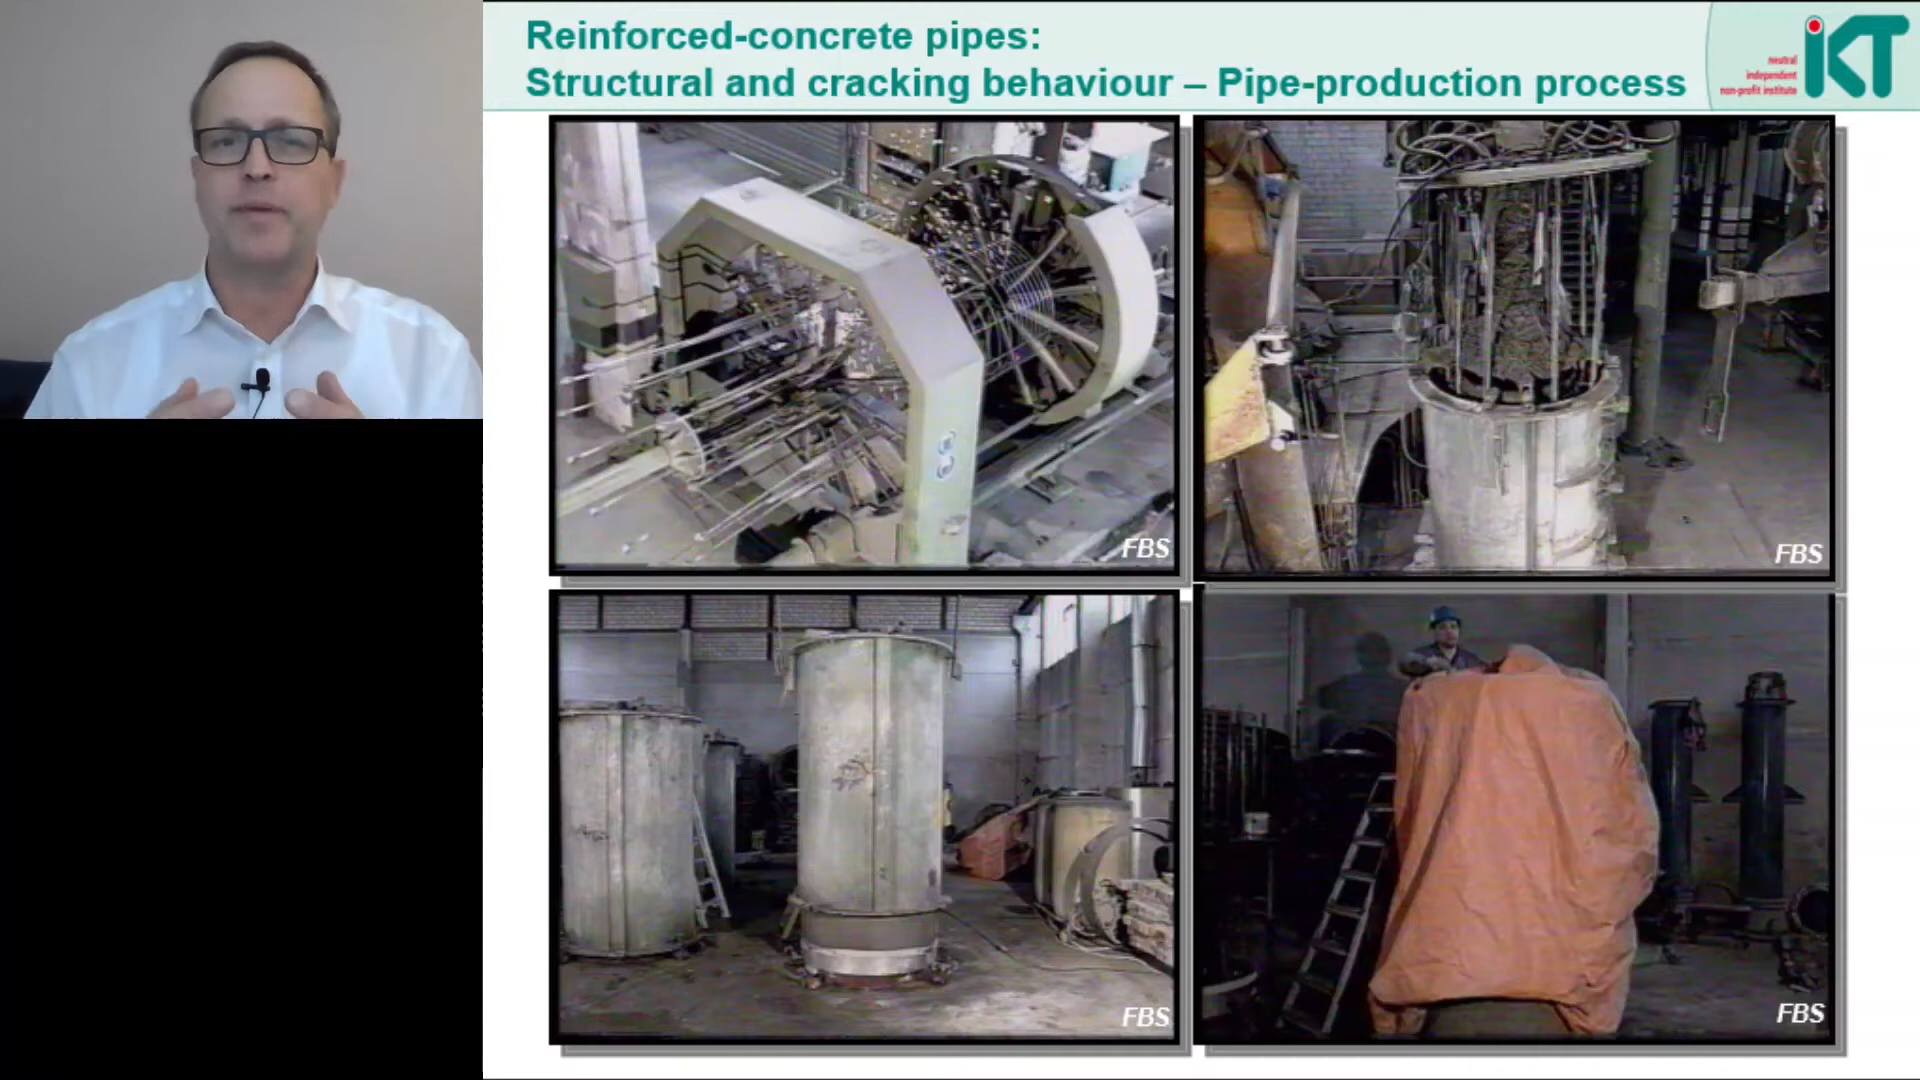 Reinforced-concrete pipes:
Structural and cracking behaviour – Pipe-production process
neutral
independent
non-profit institute
iKT
FBS
FBS
FBS
FBS